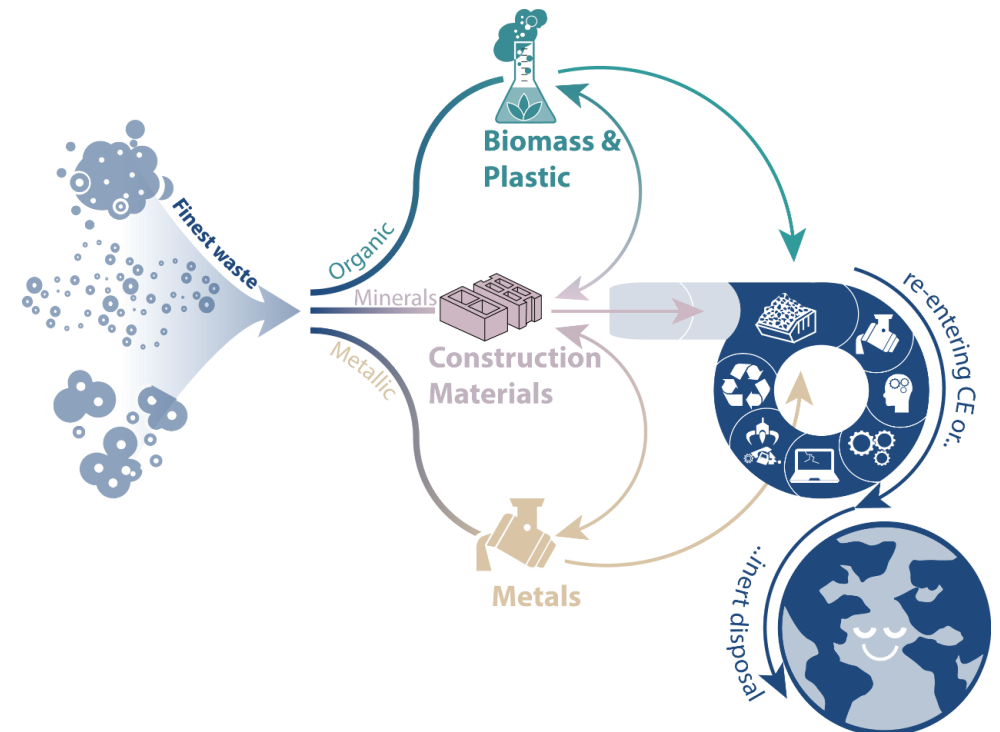 Finest waste
Organic
Minerals
Metallic
Biomass &
Plastic
Construction
Materials
Metals
re-entering CE or..
..inert disposal